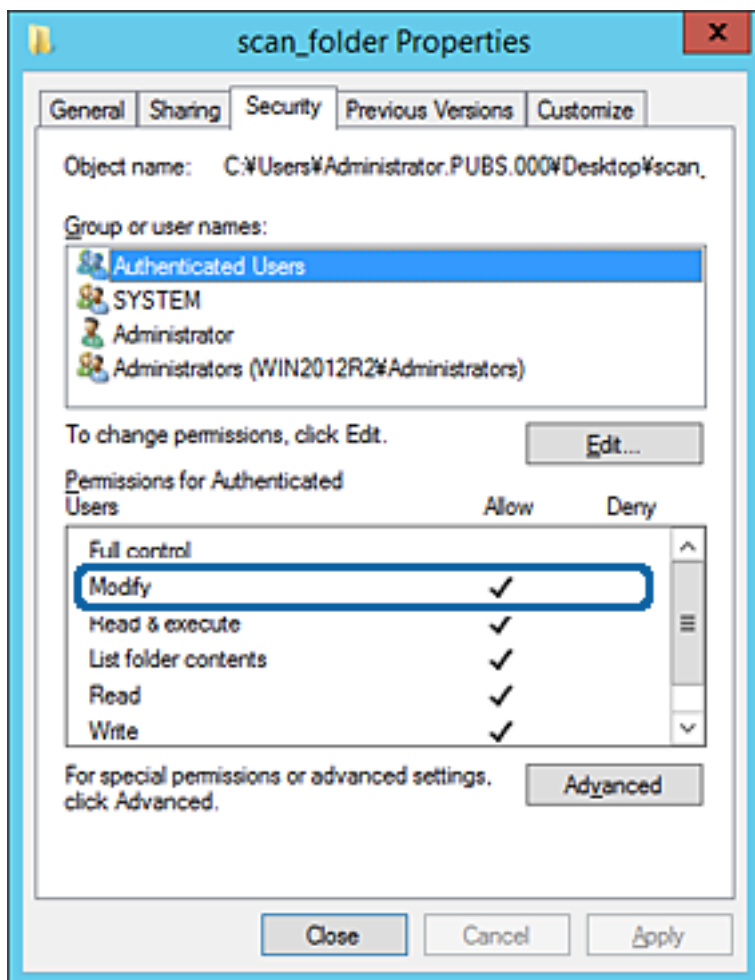 scan_folder Properties
x
General Sharing Security Previous Versions Customize
Object name: C:¥Users¥Administrator.PUBS.000¥Desktop¥scan_
Group or user names:
Authenticated Users
SYSTEM
Administrator
Administrators (WIN2012R2¥Administrators)
To change permissions, click Edit.
Edit...
Permissions for Authenticated
Users Allow Deny
Full control
Modify
Read & execute
List folder contents
Read
Write
For special permissions or advanced settings,
click Advanced.
Advanced
Close Cancel Apply